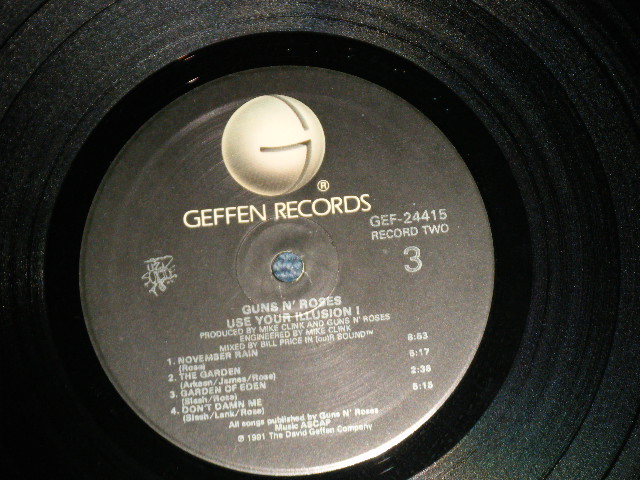 ®
GEFFEN RECORDS
GEF-24415
RECORD TWO
3
GUNS N' ROSES
USE YOUR ILLUSION I
PRODUCED BY MIKE CLINK AND GUNS N' ROSES
ENGINEERED BY MIKE CLINK
MIXED BY BILL PRICE IN SOUND™
1. NOVEMBER RAIN 8:53
(Rose)
2. THE GARDEN 5:17
(Arkeen/James/Rose)
3. GARDEN OF EDEN 2:36
(Slash/Rose)
4. DON'T DAMN ME 5:15
(Slash/Lank/Rose)
All songs published by Guns N' Roses
Music ASCAP
℗ 1991 The David Geffen Company